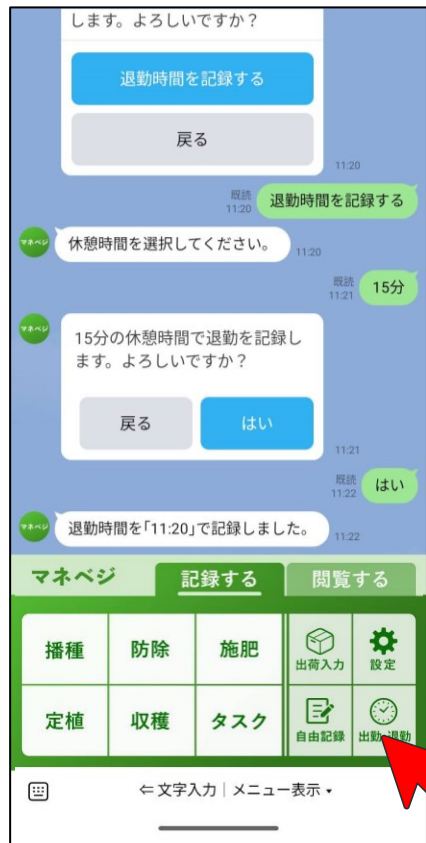 します。よろしいですか？
退勤時間を記録する
戻る
11:20
既読
11:20
退勤時間を記録する
マネベジ
休憩時間を選択してください。
11:20
既読
11:21
15分
マネベジ
15分の休憩時間で退勤を記録し
ます。よろしいですか？
戻る
はい
11:21
既読
11:22
はい
マネベジ
退勤時間を「11:20」で記録しました。
11:22
マネベジ
記録する
閲覧する
播種
防除
施肥
出荷入力
設定
定植
収穫
タスク
自由記録
出勤・退勤
⇐ 文字入力｜メニュー表示 ▾